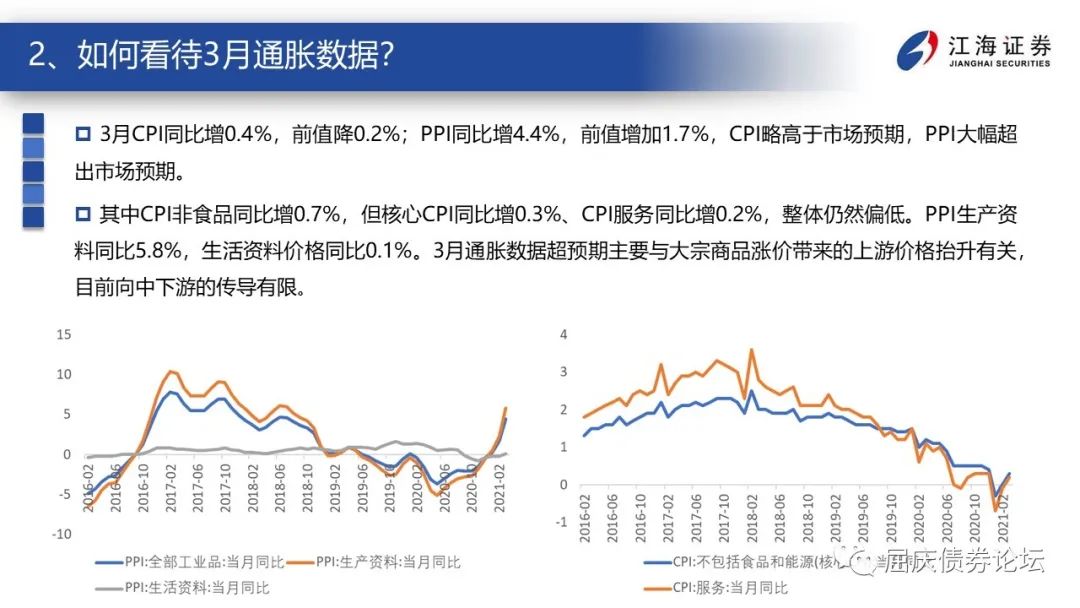 2、如何看待3月通胀数据？
江海证券
JIANGHAI SECURITIES
3月CPI同比增0.4%，前值降0.2%；PPI同比增4.4%，前值增加1.7%，CPI略高于市场预期，PPI大幅超
出市场预期。
其中CPI非食品同比增0.7%，但核心CPI同比增0.3%、CPI服务同比增0.2%，整体仍然偏低。PPI生产资
料同比5.8%，生活资料价格同比0.1%。3月通胀数据超预期主要与大宗商品涨价带来的上游价格抬升有关，
目前向中下游的传导有限。
15
10
5
0
-5
-10
2016-02 2016-06 2016-10 2017-02 2017-06 2017-10 2018-02 2018-06 2018-10 2019-02 2019-06 2019-10 2020-02 2020-06 2020-10 2021-02
PPI:全部工业品:当月同比 PPI:生产资料:当月同比
PPI:生活资料:当月同比
4
3
2
1
0
-1
2016-02 2016-06 2016-10 2017-02 2017-06 2017-10 2018-02 2018-06 2018-10 2019-02 2019-06 2019-10 2020-02 2020-06 2020-10 2021-02
CPI:不包括食品和能源(核心
CPI:服务:当月同比
屈庆债券论坛